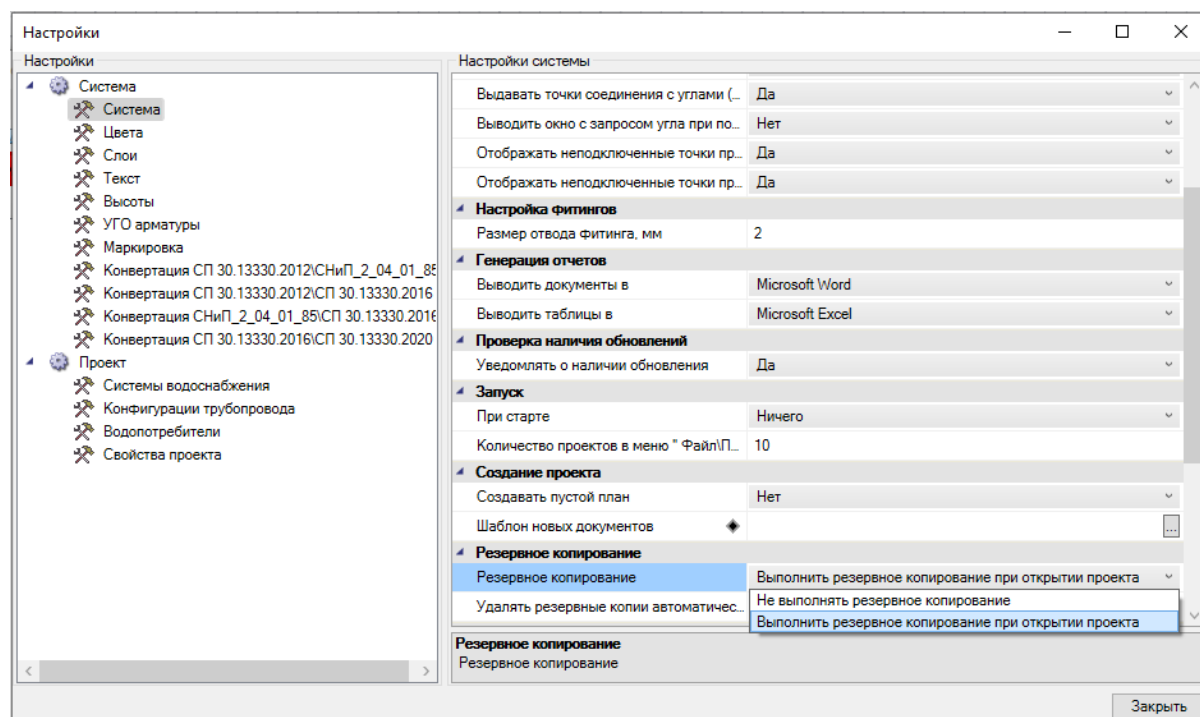 Настройки
Настройки
Система
Система
Цвета
Слои
Текст
Высоты
УГО арматуры
Маркировка
Конвертация СП 30.13330.2012\СНиП_2_04_01_85
Конвертация СП 30.13330.2012\СП 30.13330.2016
Конвертация СНиП_2_04_01_85\СП 30.13330.2016
Конвертация СП 30.13330.2016\СП 30.13330.2020
Проект
Системы водоснабжения
Конфигурации трубопровода
Водопотребители
Свойства проекта
Настройки системы
Выдавать точки соединения с углами (... Да
Выводить окно с запросом угла при по... Нет
Отображать неподключенные точки пр... Да
Отображать неподключенные точки пр... Да
Настройка фитингов
Размер отвода фитинга, мм 2
Генерация отчетов
Выводить документы в Microsoft Word
Выводить таблицы в Microsoft Excel
Проверка наличия обновлений
Уведомлять о наличии обновления Да
Запуск
При старте Ничего
Количество проектов в меню " Файл\П... 10
Создание проекта
Создавать пустой план Нет
Шаблон новых документов ...
Резервное копирование
Резервное копирование Выполнить резервное копирование при открытии проекта
Удалять резервные копии автоматичес...
Не выполнять резервное копирование
Выполнить резервное копирование при открытии проекта
Резервное копирование
Резервное копирование
Закрыть